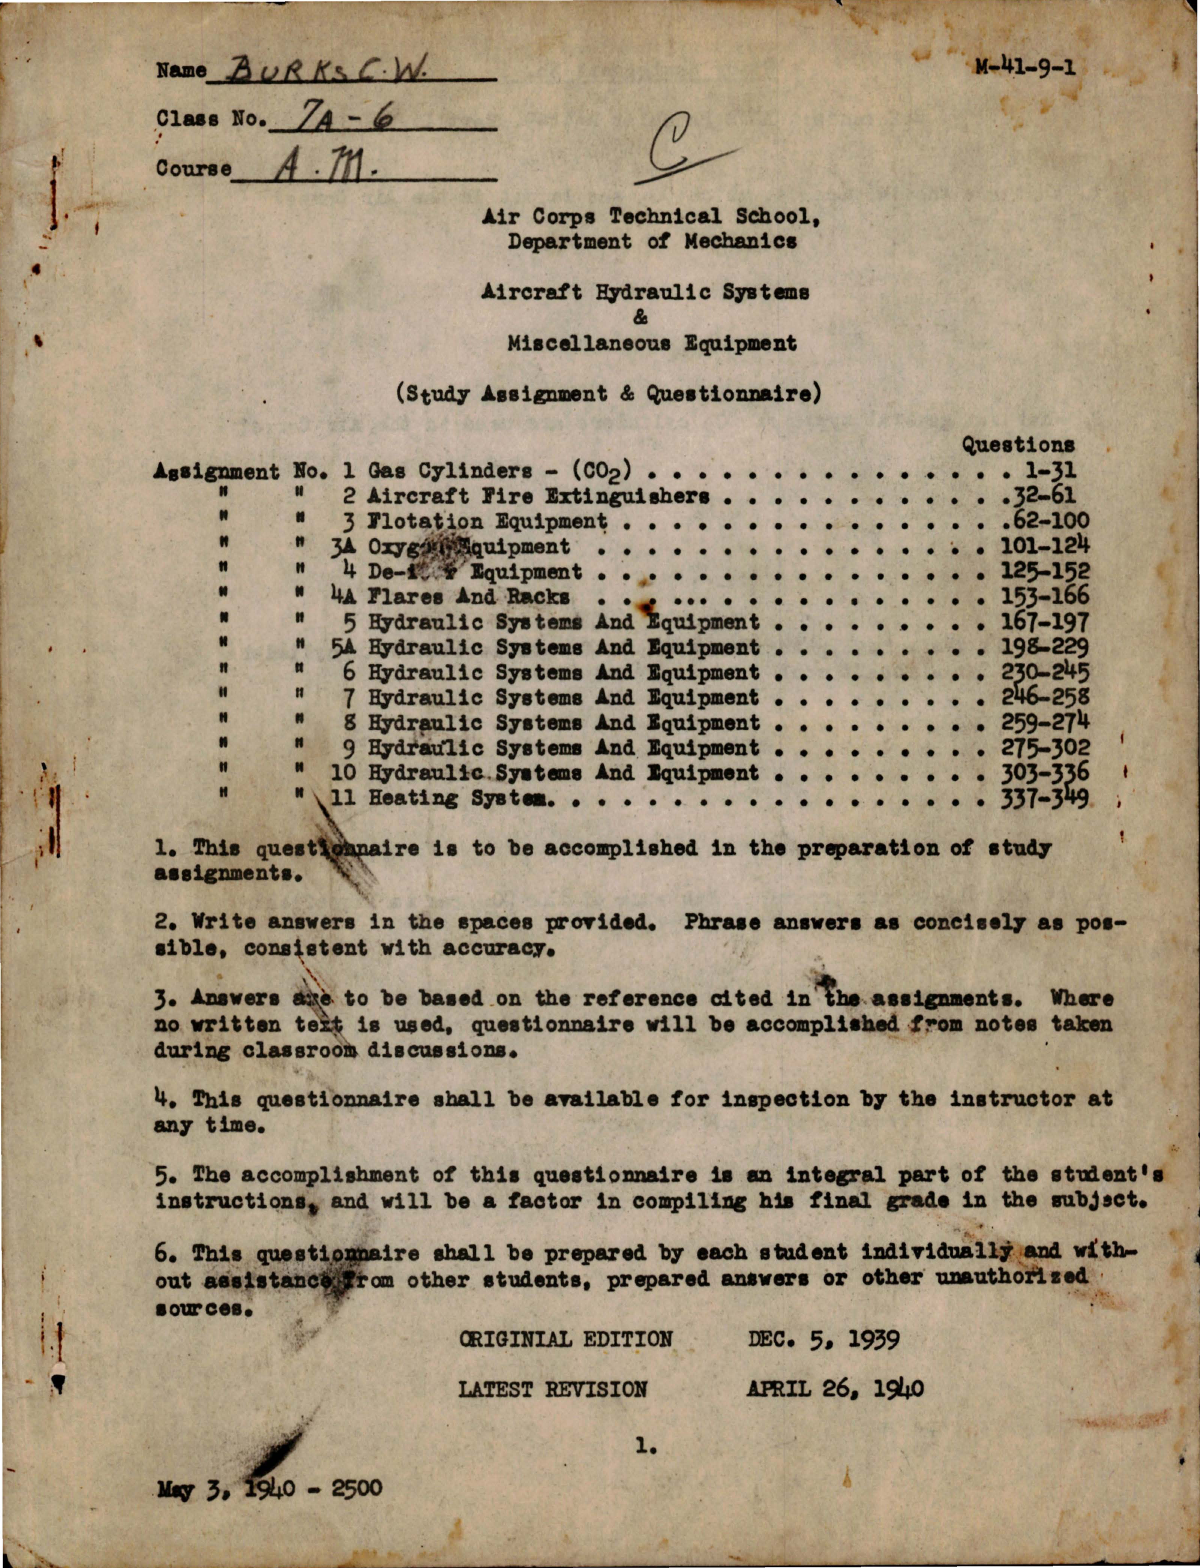 Name BURKS C.W.
M-41-9-1
Class No. 7A-6
C
Course A.M.
Air Corps Technical School,
Department of Mechanics
Aircraft Hydraulic Systems
&
Miscellaneous Equipment
(Study Assignment & Questionnaire)
Questions
Assignment No. 1 Gas Cylinders - (CO2) . . . . . . . . . . . . . . . 1-31
" " 2 Aircraft Fire Extinguishers . . . . . . . . . . . .32-61
" " 3 Flotation Equipment . . . . . . . . . . . . . . . .62-100
" " 3A Oxygen Equipment . . . . . . . . . . . . . . . . 101-124
" " 4 De-icer Equipment . . . . . . . . . . . . . . . . 125-152
" " 4A Flares And Racks . . . . ... . . . . . . . . . . . 153-166
" " 5 Hydraulic Systems And Equipment . . . . . . . . . 167-197
" " 5A Hydraulic Systems And Equipment . . . . . . . . . 198-229
" " 6 Hydraulic Systems And Equipment . . . . . . . . . 230-245
" " 7 Hydraulic Systems And Equipment . . . . . . . . . 246-258
" " 8 Hydraulic Systems And Equipment . . . . . . . . . 259-274
" " 9 Hydraulic Systems And Equipment . . . . . . . . . 275-302
" " 10 Hydraulic Systems And Equipment . . . . . . . . . 303-336
" " 11 Heating System. . . . . . . . . . . . . . . . . . 337-349
1. This questionnaire is to be accomplished in the preparation of study
assignments.
2. Write answers in the spaces provided. Phrase answers as concisely as pos-
sible, consistent with accuracy.
3. Answers are to be based on the reference cited in the assignments. Where
no written text is used, questionnaire will be accomplished from notes taken
during classroom discussions.
4. This questionnaire shall be available for inspection by the instructor at
any time.
5. The accomplishment of this questionnaire is an integral part of the student's
instructions, and will be a factor in compiling his final grade in the subjsct.
6. This questionnaire shall be prepared by each student individually and with-
out assistance from other students, prepared answers or other unauthorized
sources.
ORIGINIAL EDITION DEC. 5, 1939
LATEST REVISION APRIL 26, 1940
1.
May 3, 1940 - 2500